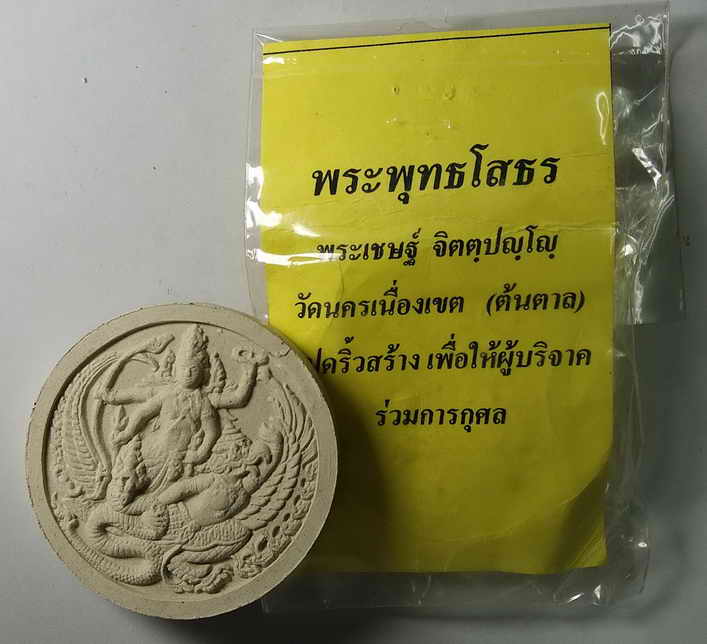 พระพุทธโสธร
พระเชษฐ์ จิตตฺปญฺโญฺ
วัดนครเนื่องเขต (ต้นตาล)
ดริ้วสร้าง เพื่อให้ผู้บริจาค
ร่วมการกุศล